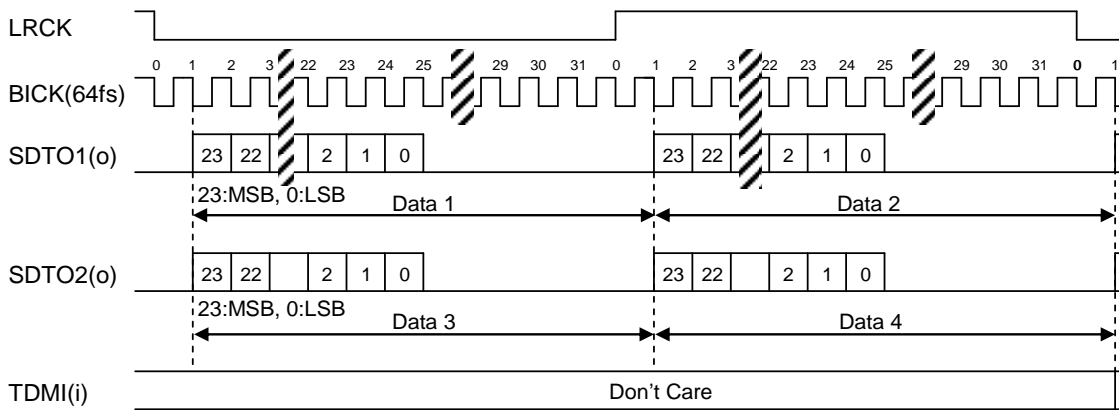 LRCK
0 1 2 3 22 23 24 25 29 30 31 0 1 2 3 22 23 24 25 29 30 31 0 1
BICK(64fs)
SDTO1(o) 23 22 2 1 0 23 22 2 1 0
23:MSB, 0:LSB
Data 1 Data 2
SDTO2(o) 23 22 2 1 0 23 22 2 1 0
23:MSB, 0:LSB
Data 3 Data 4
TDMI(i) Don't Care